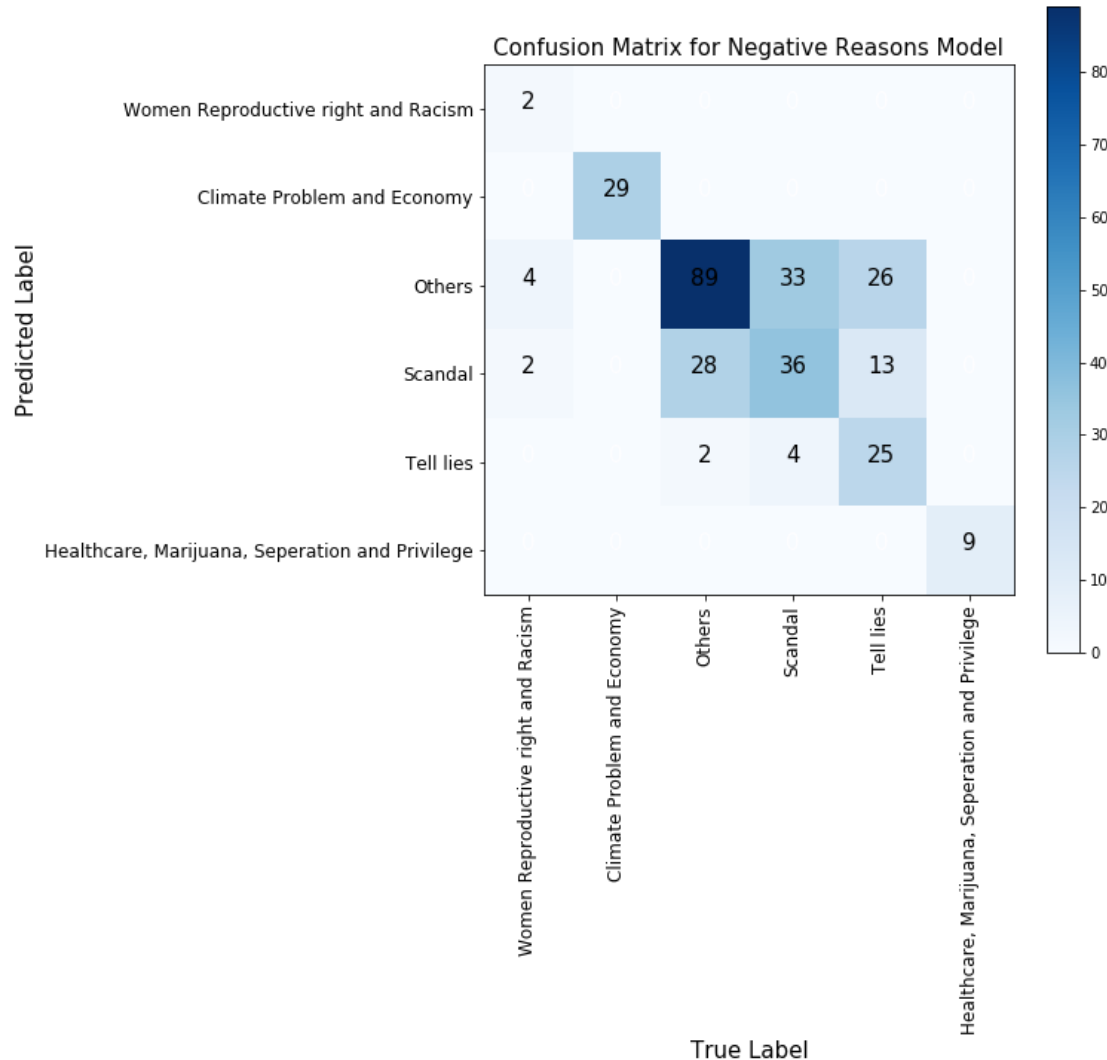 Confusion Matrix for Negative Reasons Model
Predicted Label
Women Reproductive right and Racism 2 0 0 0 0 0
Climate Problem and Economy 0 29 0 0 0 0
Others 4 0 89 33 26 0
Scandal 2 0 28 36 13 0
Tell lies 0 0 2 4 25 0
Healthcare, Marijuana, Seperation and Privilege 0 0 0 0 0 9
Women Reproductive right and Racism
Climate Problem and Economy
Others
Scandal
Tell lies
Healthcare, Marijuana, Seperation and Privilege
True Label
80
70
60
50
40
30
20
10
0